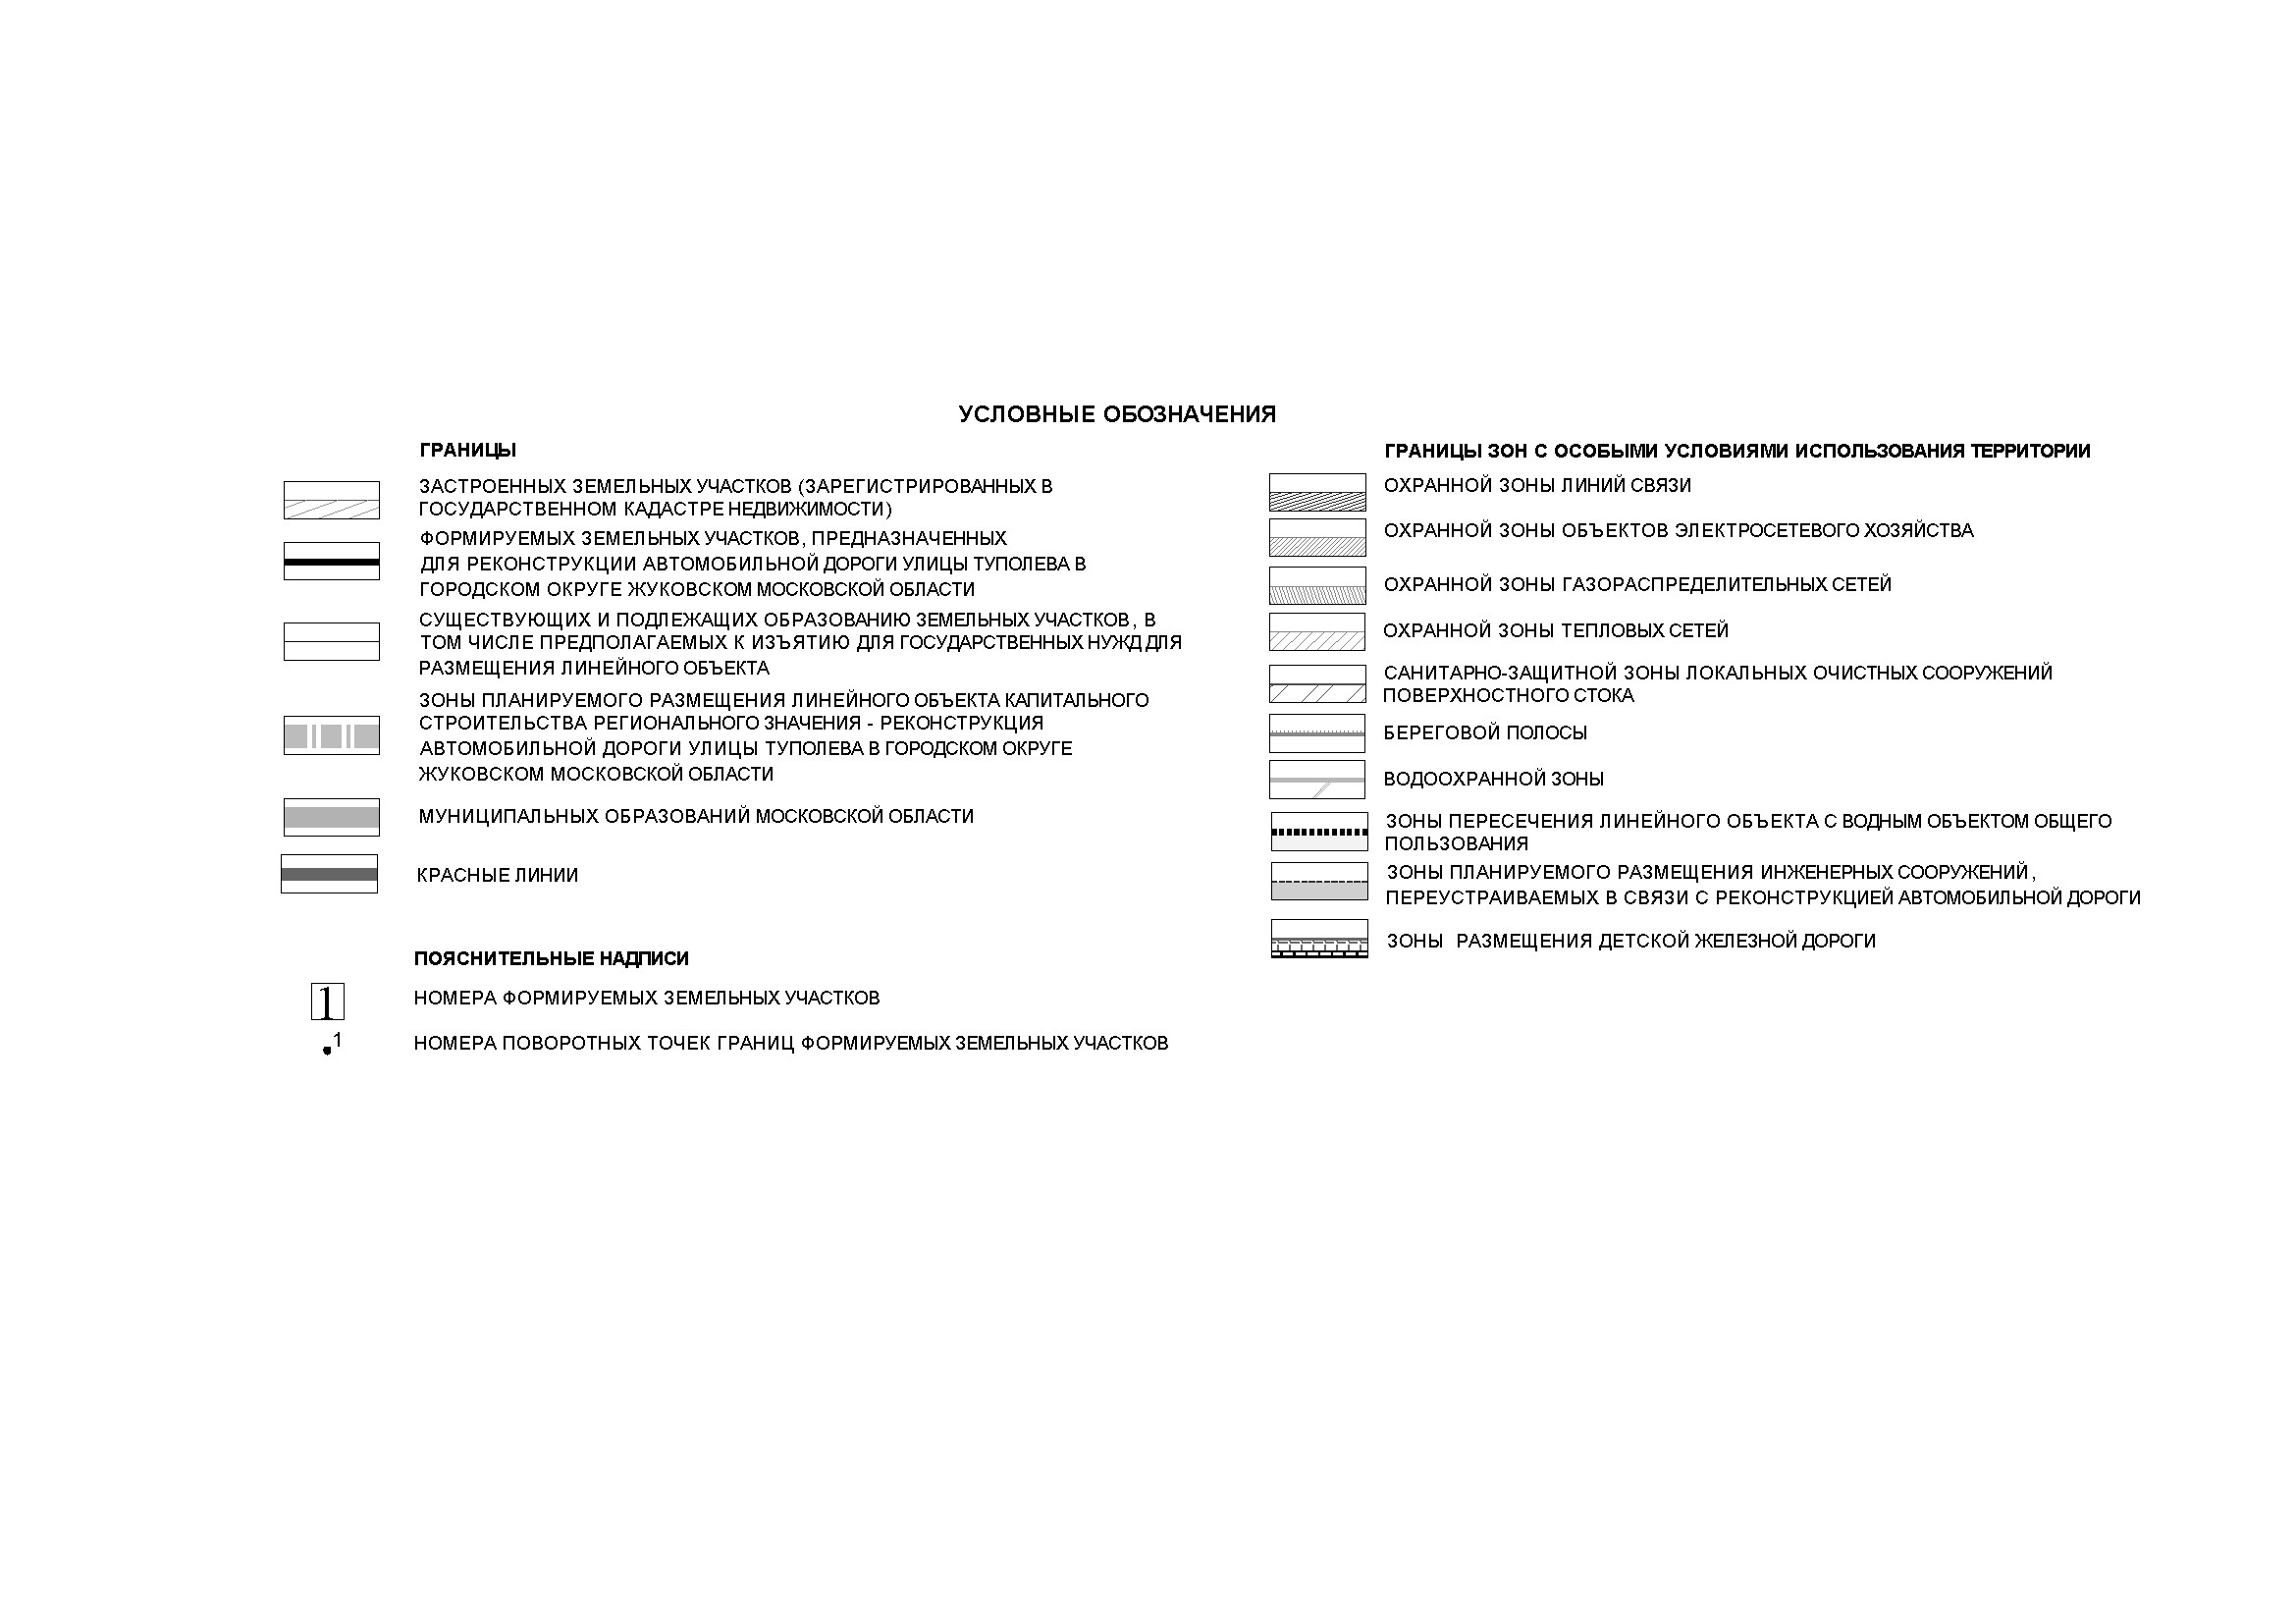 УСЛОВНЫЕ ОБОЗНАЧЕНИЯ
ГРАНИЦЫ
ЗАСТРОЕННЫХ ЗЕМЕЛЬНЫХ УЧАСТКОВ (ЗАРЕГИСТРИРОВАННЫХ В
ГОСУДАРСТВЕННОМ КАДАСТРЕ НЕДВИЖИМОСТИ)
ФОРМИРУЕМЫХ ЗЕМЕЛЬНЫХ УЧАСТКОВ, ПРЕДНАЗНАЧЕННЫХ
ДЛЯ РЕКОНСТРУКЦИИ АВТОМОБИЛЬНОЙ ДОРОГИ УЛИЦЫ ТУПОЛЕВА В
ГОРОДСКОМ ОКРУГЕ ЖУКОВСКОМ МОСКОВСКОЙ ОБЛАСТИ
СУЩЕСТВУЮЩИХ И ПОДЛЕЖАЩИХ ОБРАЗОВАНИЮ ЗЕМЕЛЬНЫХ УЧАСТКОВ, В
ТОМ ЧИСЛЕ ПРЕДПОЛАГАЕМЫХ К ИЗЪЯТИЮ ДЛЯ ГОСУДАРСТВЕННЫХ НУЖД ДЛЯ
РАЗМЕЩЕНИЯ ЛИНЕЙНОГО ОБЪЕКТА
ЗОНЫ ПЛАНИРУЕМОГО РАЗМЕЩЕНИЯ ЛИНЕЙНОГО ОБЪЕКТА КАПИТАЛЬНОГО
СТРОИТЕЛЬСТВА РЕГИОНАЛЬНОГО ЗНАЧЕНИЯ - РЕКОНСТРУКЦИЯ
АВТОМОБИЛЬНОЙ ДОРОГИ УЛИЦЫ ТУПОЛЕВА В ГОРОДСКОМ ОКРУГЕ
ЖУКОВСКОМ МОСКОВСКОЙ ОБЛАСТИ
МУНИЦИПАЛЬНЫХ ОБРАЗОВАНИЙ МОСКОВСКОЙ ОБЛАСТИ
КРАСНЫЕ ЛИНИИ
ПОЯСНИТЕЛЬНЫЕ НАДПИСИ
1 НОМЕРА ФОРМИРУЕМЫХ ЗЕМЕЛЬНЫХ УЧАСТКОВ
1 НОМЕРА ПОВОРОТНЫХ ТОЧЕК ГРАНИЦ ФОРМИРУЕМЫХ ЗЕМЕЛЬНЫХ УЧАСТКОВ
ГРАНИЦЫ ЗОН С ОСОБЫМИ УСЛОВИЯМИ ИСПОЛЬЗОВАНИЯ ТЕРРИТОРИИ
ОХРАННОЙ ЗОНЫ ЛИНИЙ СВЯЗИ
ОХРАННОЙ ЗОНЫ ОБЪЕКТОВ ЭЛЕКТРОСЕТЕВОГО ХОЗЯЙСТВА
ОХРАННОЙ ЗОНЫ ГАЗОРАСПРЕДЕЛИТЕЛЬНЫХ СЕТЕЙ
ОХРАННОЙ ЗОНЫ ТЕПЛОВЫХ СЕТЕЙ
САНИТАРНО-ЗАЩИТНОЙ ЗОНЫ ЛОКАЛЬНЫХ ОЧИСТНЫХ СООРУЖЕНИЙ
ПОВЕРХНОСТНОГО СТОКА
БЕРЕГОВОЙ ПОЛОСЫ
ВОДООХРАННОЙ ЗОНЫ
ЗОНЫ ПЕРЕСЕЧЕНИЯ ЛИНЕЙНОГО ОБЪЕКТА С ВОДНЫМ ОБЪЕКТОМ ОБЩЕГО
ПОЛЬЗОВАНИЯ
ЗОНЫ ПЛАНИРУЕМОГО РАЗМЕЩЕНИЯ ИНЖЕНЕРНЫХ СООРУЖЕНИЙ,
ПЕРЕУСТРАИВАЕМЫХ В СВЯЗИ С РЕКОНСТРУКЦИЕЙ АВТОМОБИЛЬНОЙ ДОРОГИ
ЗОНЫ РАЗМЕЩЕНИЯ ДЕТСКОЙ ЖЕЛЕЗНОЙ ДОРОГИ